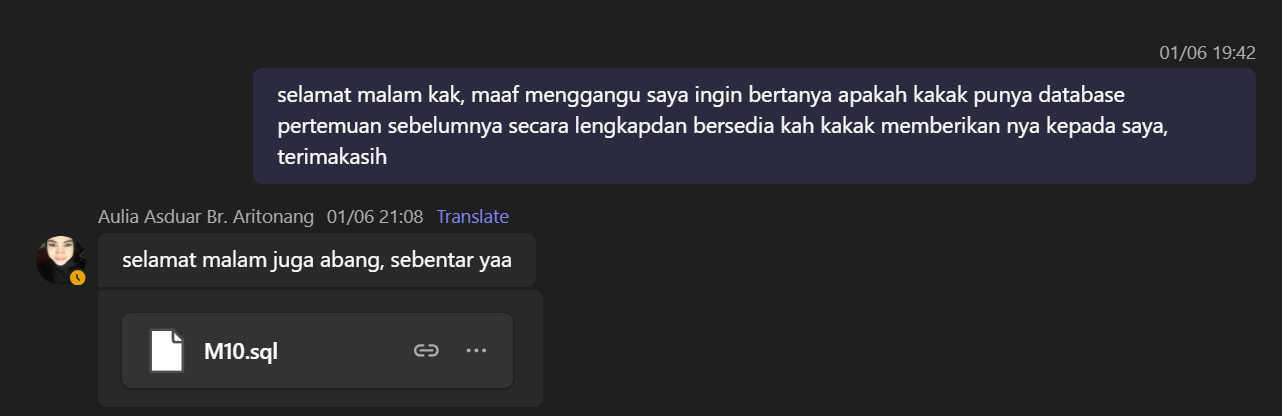 01/06 19:42
selamat malam kak, maaf menggangu saya ingin bertanya apakah kakak punya database
pertemuan sebelumnya secara lengkapdan bersedia kah kakak memberikan nya kepada saya,
terimakasih
Aulia Asduar Br. Aritonang 01/06 21:08 Translate
selamat malam juga abang, sebentar yaa
M10.sql